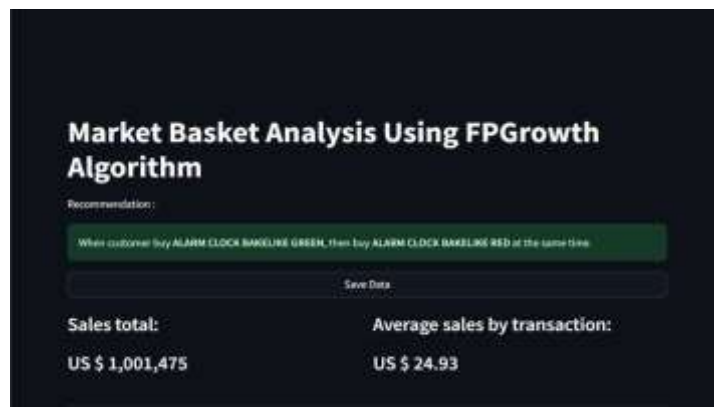 Market Basket Analysis Using FPGrowth
Algorithm
Recommendation :
When customer buy ALARM CLOCK BAKELIKE GREEN, then buy ALARM CLOCK BAKELIKE RED at the same time
Save Data
Sales total:
Average sales by transaction:
US $ 1,001,475
US $ 24.93